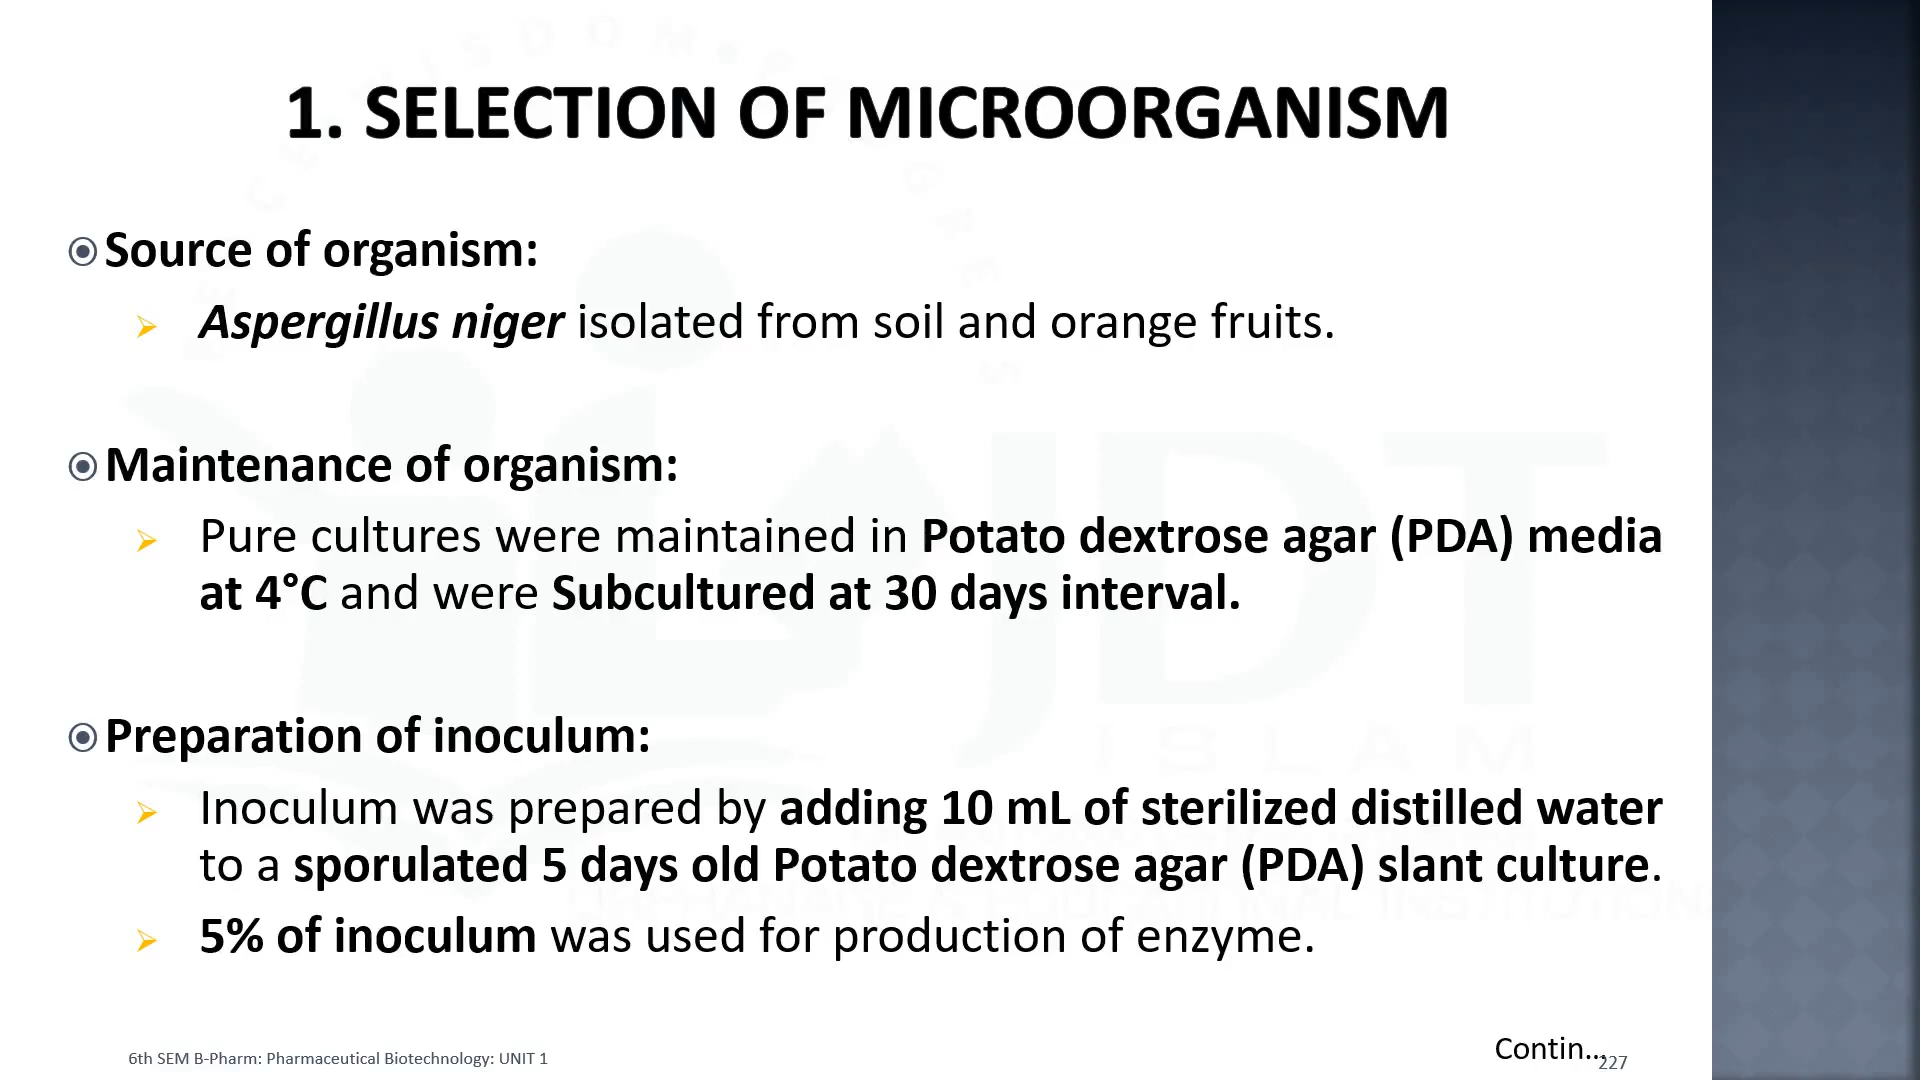 1. SELECTION OF MICROORGANISM
Source of organism:
Aspergillus niger isolated from soil and orange fruits.
Maintenance of organism:
Pure cultures were maintained in Potato dextrose agar (PDA) media
at 4°C and were Subcultured at 30 days interval.
Preparation of inoculum:
Inoculum was prepared by adding 10 mL of sterilized distilled water
to a sporulated 5 days old Potato dextrose agar (PDA) slant culture.
5% of inoculum was used for production of enzyme.
JDT
ISLAM
6th SEM B-Pharm: Pharmaceutical Biotechnology: UNIT 1
Contin...
227